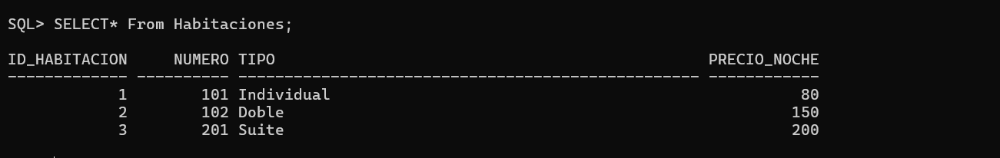 SQL> SELECT* From Habitaciones;
ID_HABITACION     NUMERO TIPO                                               PRECIO_NOCHE
------------- ---------- -------------------------------------------------- ------------
            1        101 Individual                                                   80
            2        102 Doble                                                       150
            3        201 Suite                                                       200